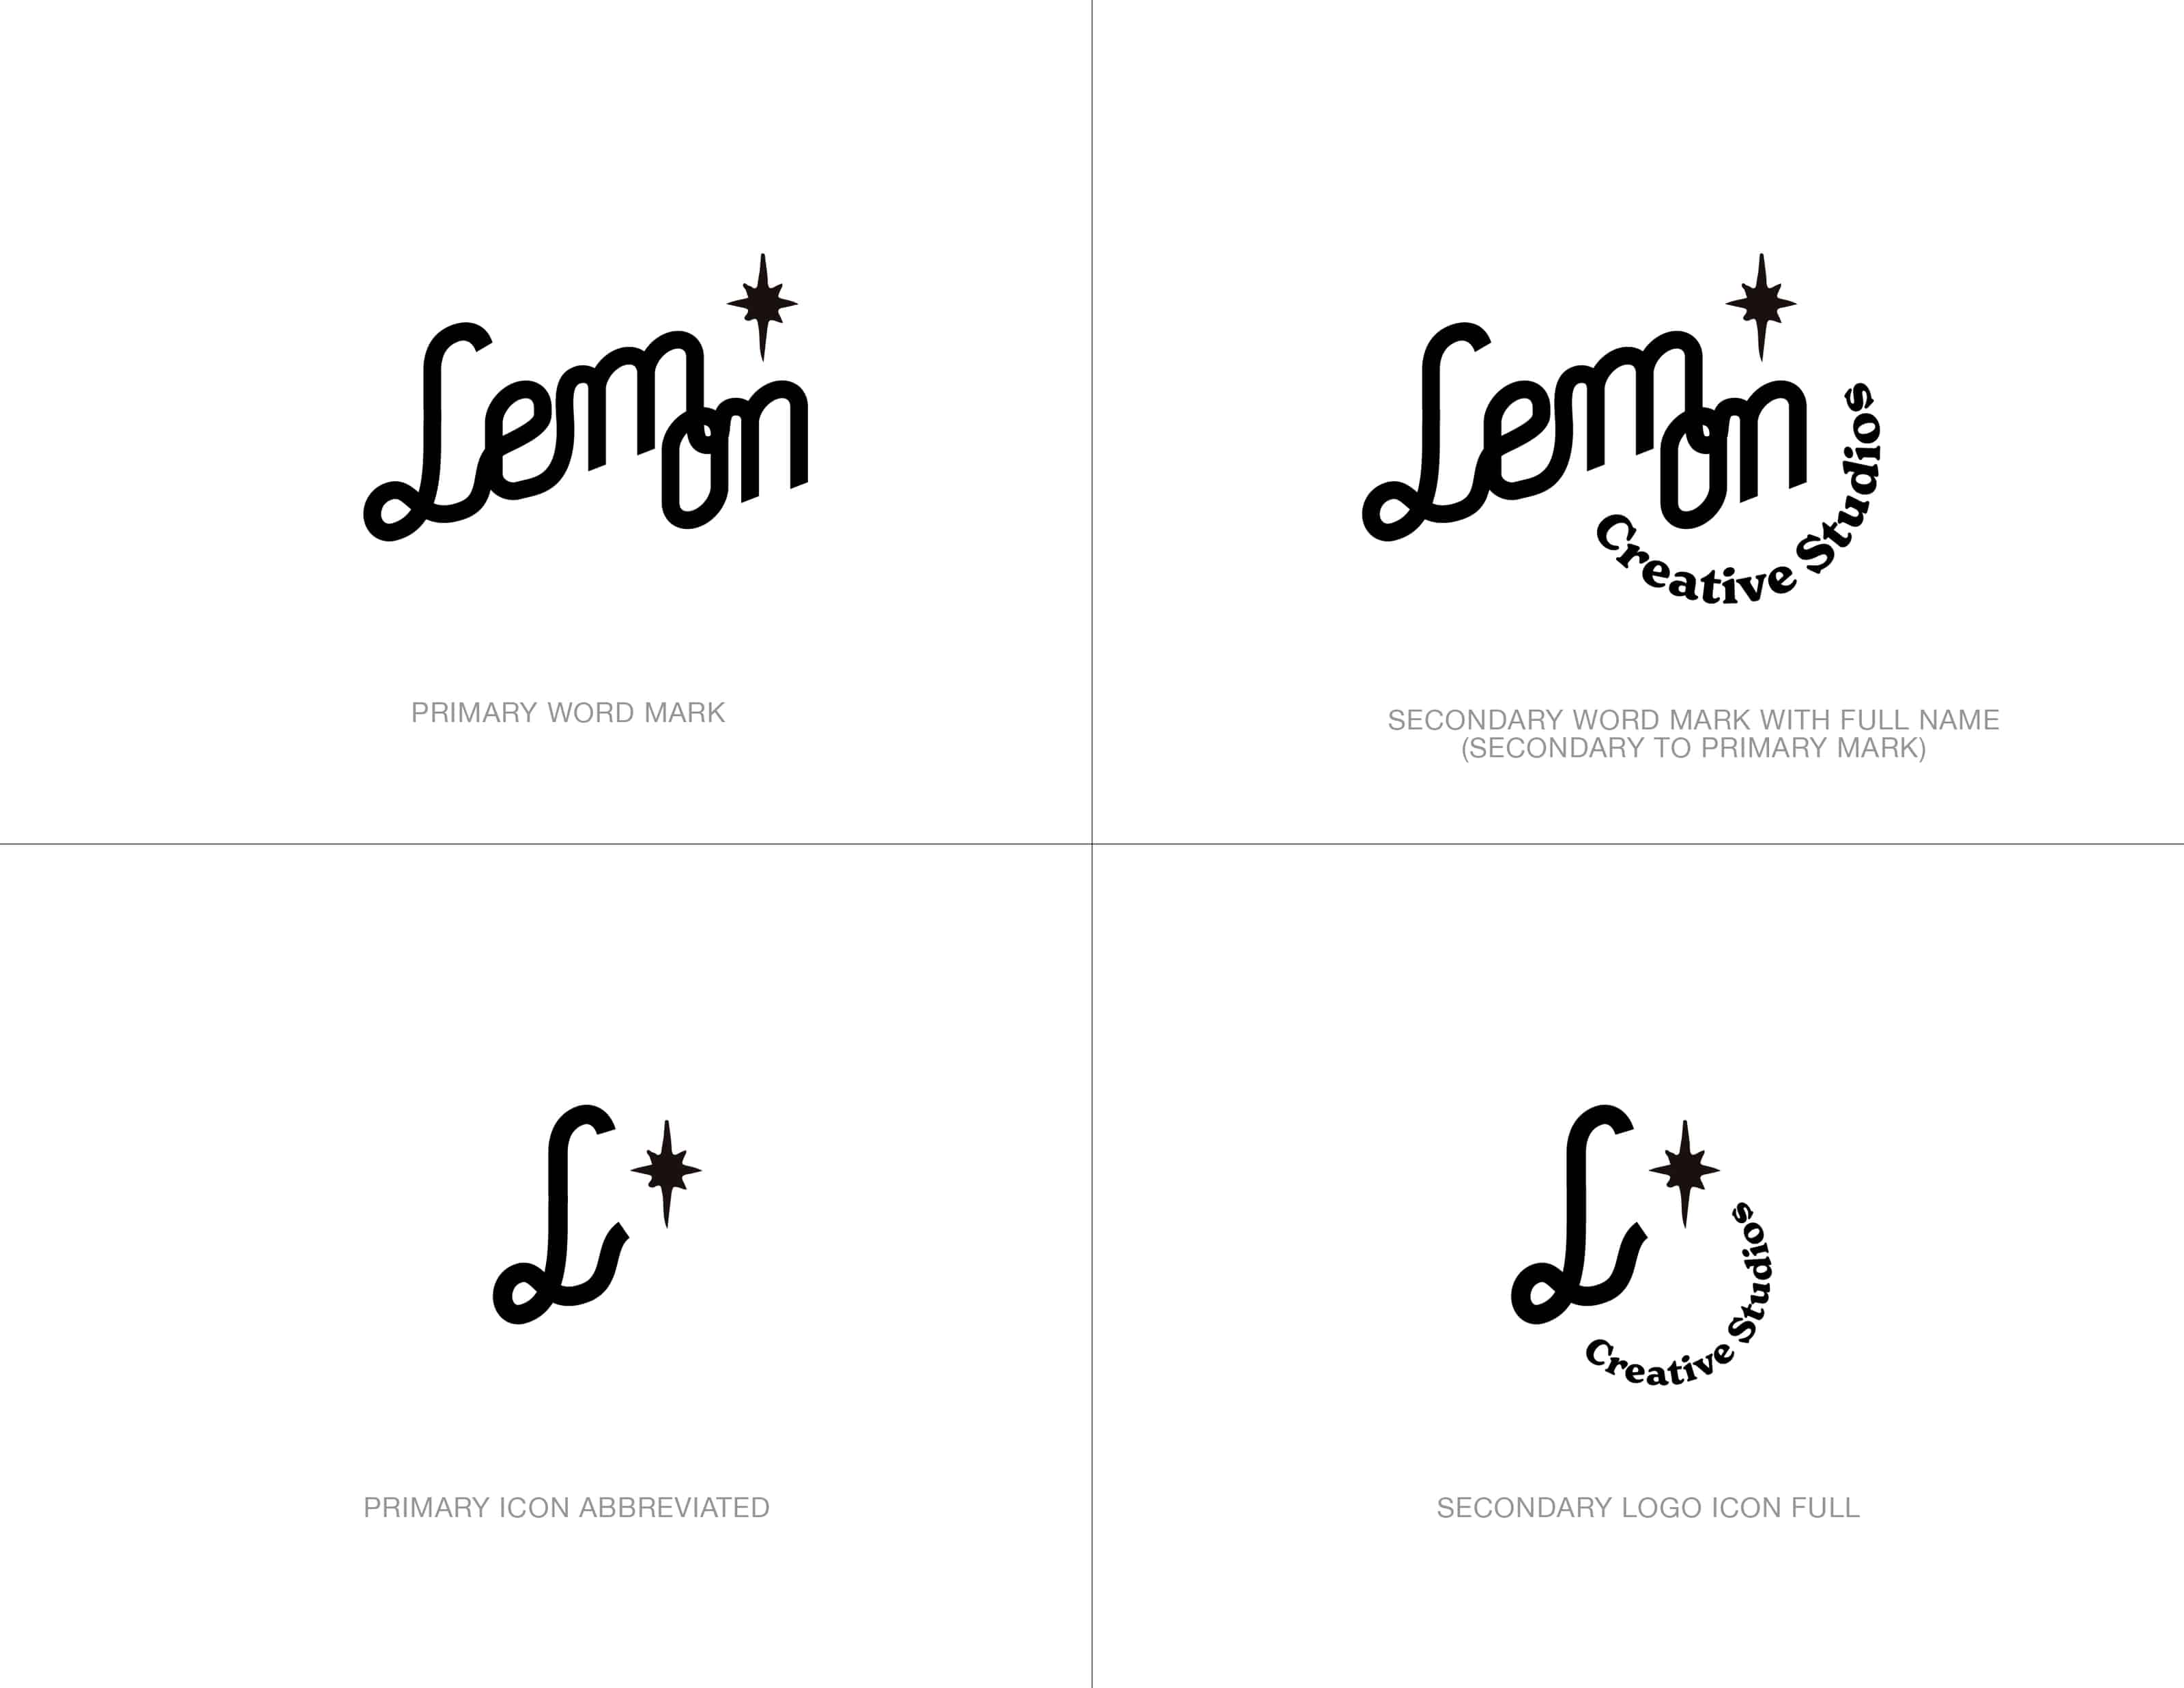 Lemon
PRIMARY WORD MARK
Lemon
Creative Studios
SECONDARY WORD MARK WITH FULL NAME
(SECONDARY TO PRIMARY MARK)
L
PRIMARY ICON ABBREVIATED
L
Creative Studios
SECONDARY LOGO ICON FULL